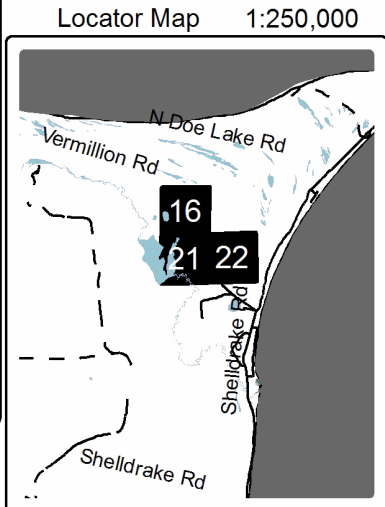 Locator Map 1:250,000
N Doe Lake Rd
Vermillion Rd
16
21 22
Shelldrake Rd
Shelldrake Rd